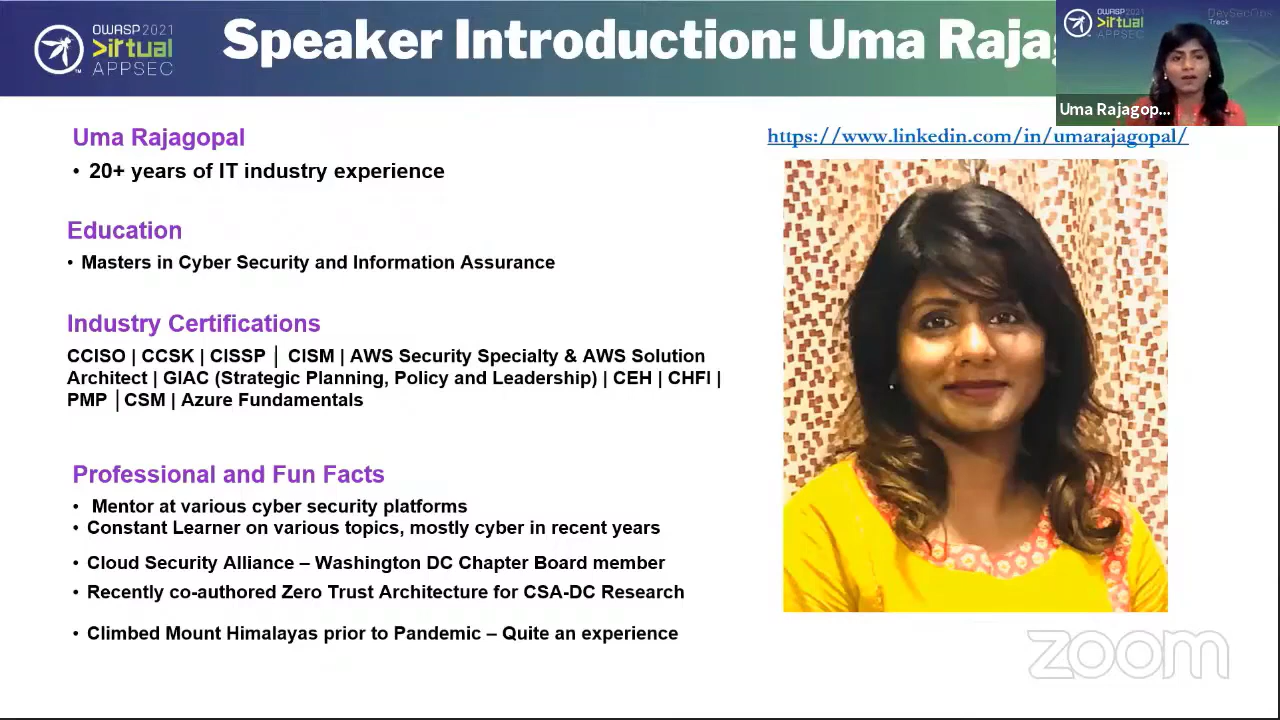 OWASP 2021
Virtual
APPSEC
Speaker Introduction: Uma Raja
OWASP 2021
Virtual
APPSEC
DevSecOps
Track
Uma Rajagop...
https://www.linkedin.com/in/umarajagopal/
Uma Rajagopal
• 20+ years of IT industry experience
Education
• Masters in Cyber Security and Information Assurance
Industry Certifications
CCISO | CCSK | CISSP | CISM | AWS Security Specialty & AWS Solution
Architect | GIAC (Strategic Planning, Policy and Leadership) | CEH | CHFI |
PMP | CSM | Azure Fundamentals
Professional and Fun Facts
• Mentor at various cyber security platforms
• Constant Learner on various topics, mostly cyber in recent years
• Cloud Security Alliance – Washington DC Chapter Board member
• Recently co-authored Zero Trust Architecture for CSA-DC Research
• Climbed Mount Himalayas prior to Pandemic – Quite an experience
zoom